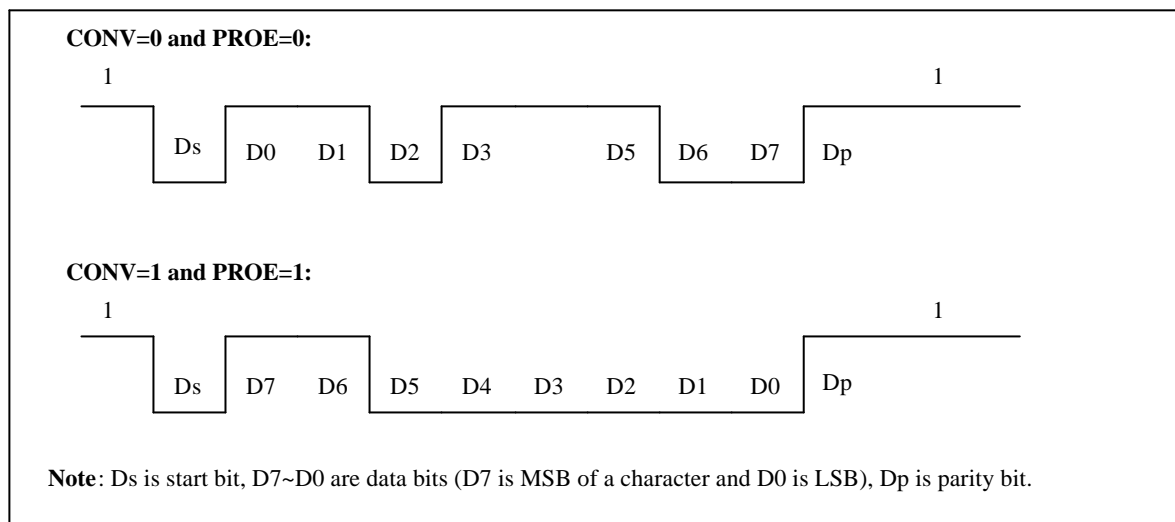 CONV=0 and PROE=0:
1 1
Ds D0 D1 D2 D3 D5 D6 D7 Dp
CONV=1 and PROE=1:
1 1
Ds D7 D6 D5 D4 D3 D2 D1 D0 Dp
Note: Ds is start bit, D7~D0 are data bits (D7 is MSB of a character and D0 is LSB), Dp is parity bit.